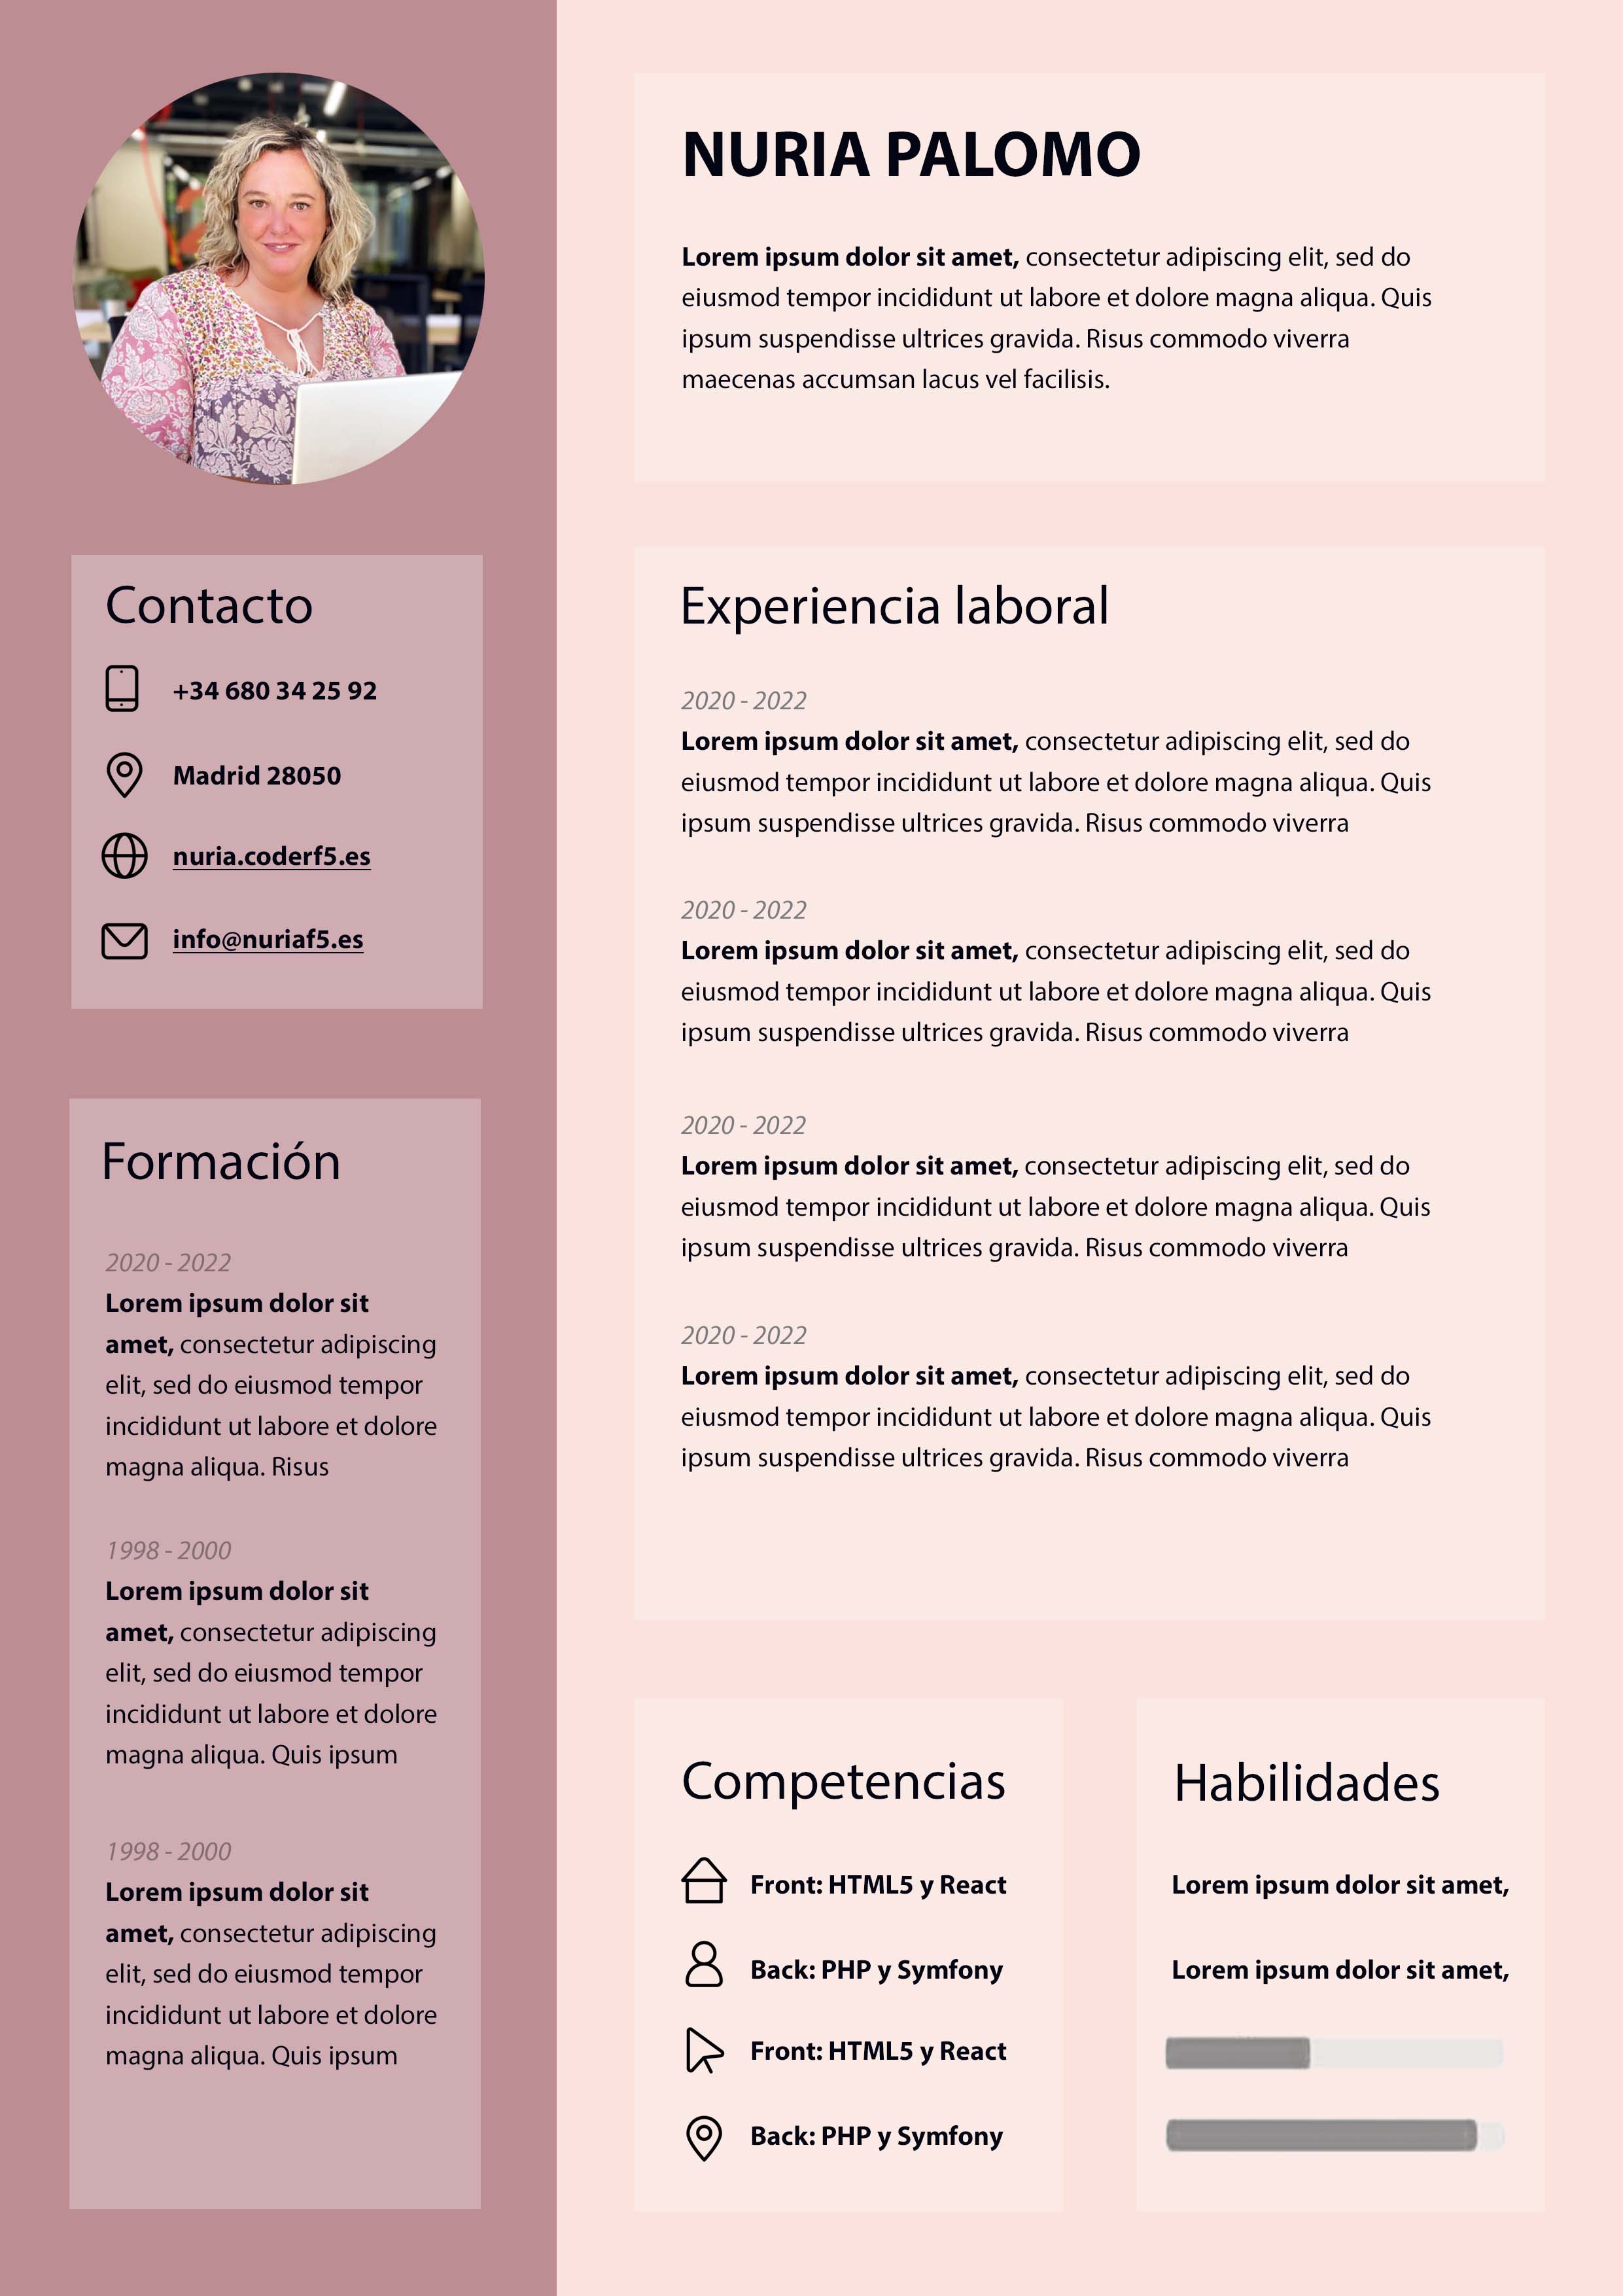 NURIA PALOMO
Lorem ipsum dolor sit amet, consectetur adipiscing elit, sed do
eiusmod tempor incididunt ut labore et dolore magna aliqua. Quis
ipsum suspendisse ultrices gravida. Risus commodo viverra
maecenas accumsan lacus vel facilisis.
Contacto
+34 680 34 25 92
Madrid 28050
nuria.coderf5.es
info@nuriaf5.es
Formación
2020 - 2022
Lorem ipsum dolor sit
amet, consectetur adipiscing
elit, sed do eiusmod tempor
incididunt ut labore et dolore
magna aliqua. Risus
1998 - 2000
Lorem ipsum dolor sit
amet, consectetur adipiscing
elit, sed do eiusmod tempor
incididunt ut labore et dolore
magna aliqua. Quis ipsum
1998 - 2000
Lorem ipsum dolor sit
amet, consectetur adipiscing
elit, sed do eiusmod tempor
incididunt ut labore et dolore
magna aliqua. Quis ipsum
Experiencia laboral
2020 - 2022
Lorem ipsum dolor sit amet, consectetur adipiscing elit, sed do
eiusmod tempor incididunt ut labore et dolore magna aliqua. Quis
ipsum suspendisse ultrices gravida. Risus commodo viverra
2020 - 2022
Lorem ipsum dolor sit amet, consectetur adipiscing elit, sed do
eiusmod tempor incididunt ut labore et dolore magna aliqua. Quis
ipsum suspendisse ultrices gravida. Risus commodo viverra
2020 - 2022
Lorem ipsum dolor sit amet, consectetur adipiscing elit, sed do
eiusmod tempor incididunt ut labore et dolore magna aliqua. Quis
ipsum suspendisse ultrices gravida. Risus commodo viverra
2020 - 2022
Lorem ipsum dolor sit amet, consectetur adipiscing elit, sed do
eiusmod tempor incididunt ut labore et dolore magna aliqua. Quis
ipsum suspendisse ultrices gravida. Risus commodo viverra
Competencias
Front: HTML5 y React
Back: PHP y Symfony
Front: HTML5 y React
Back: PHP y Symfony
Habilidades
Lorem ipsum dolor sit amet,
Lorem ipsum dolor sit amet,